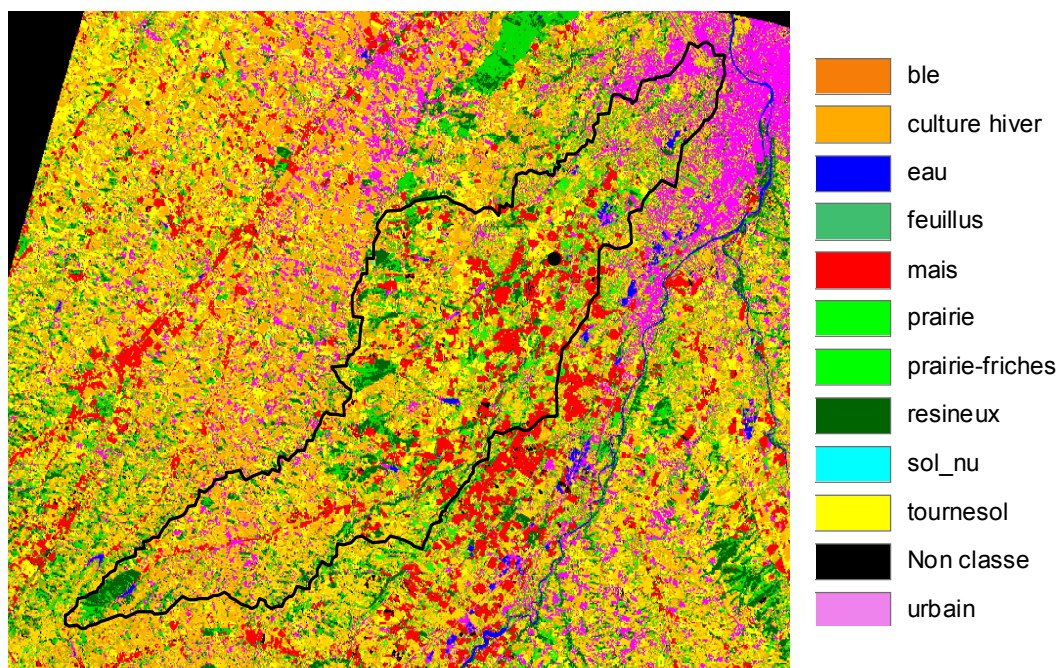 ble
culture hiver
eau
feuillus
mais
prairie
prairie-friches
resineux
sol_nu
tournesol
Non classe
urbain